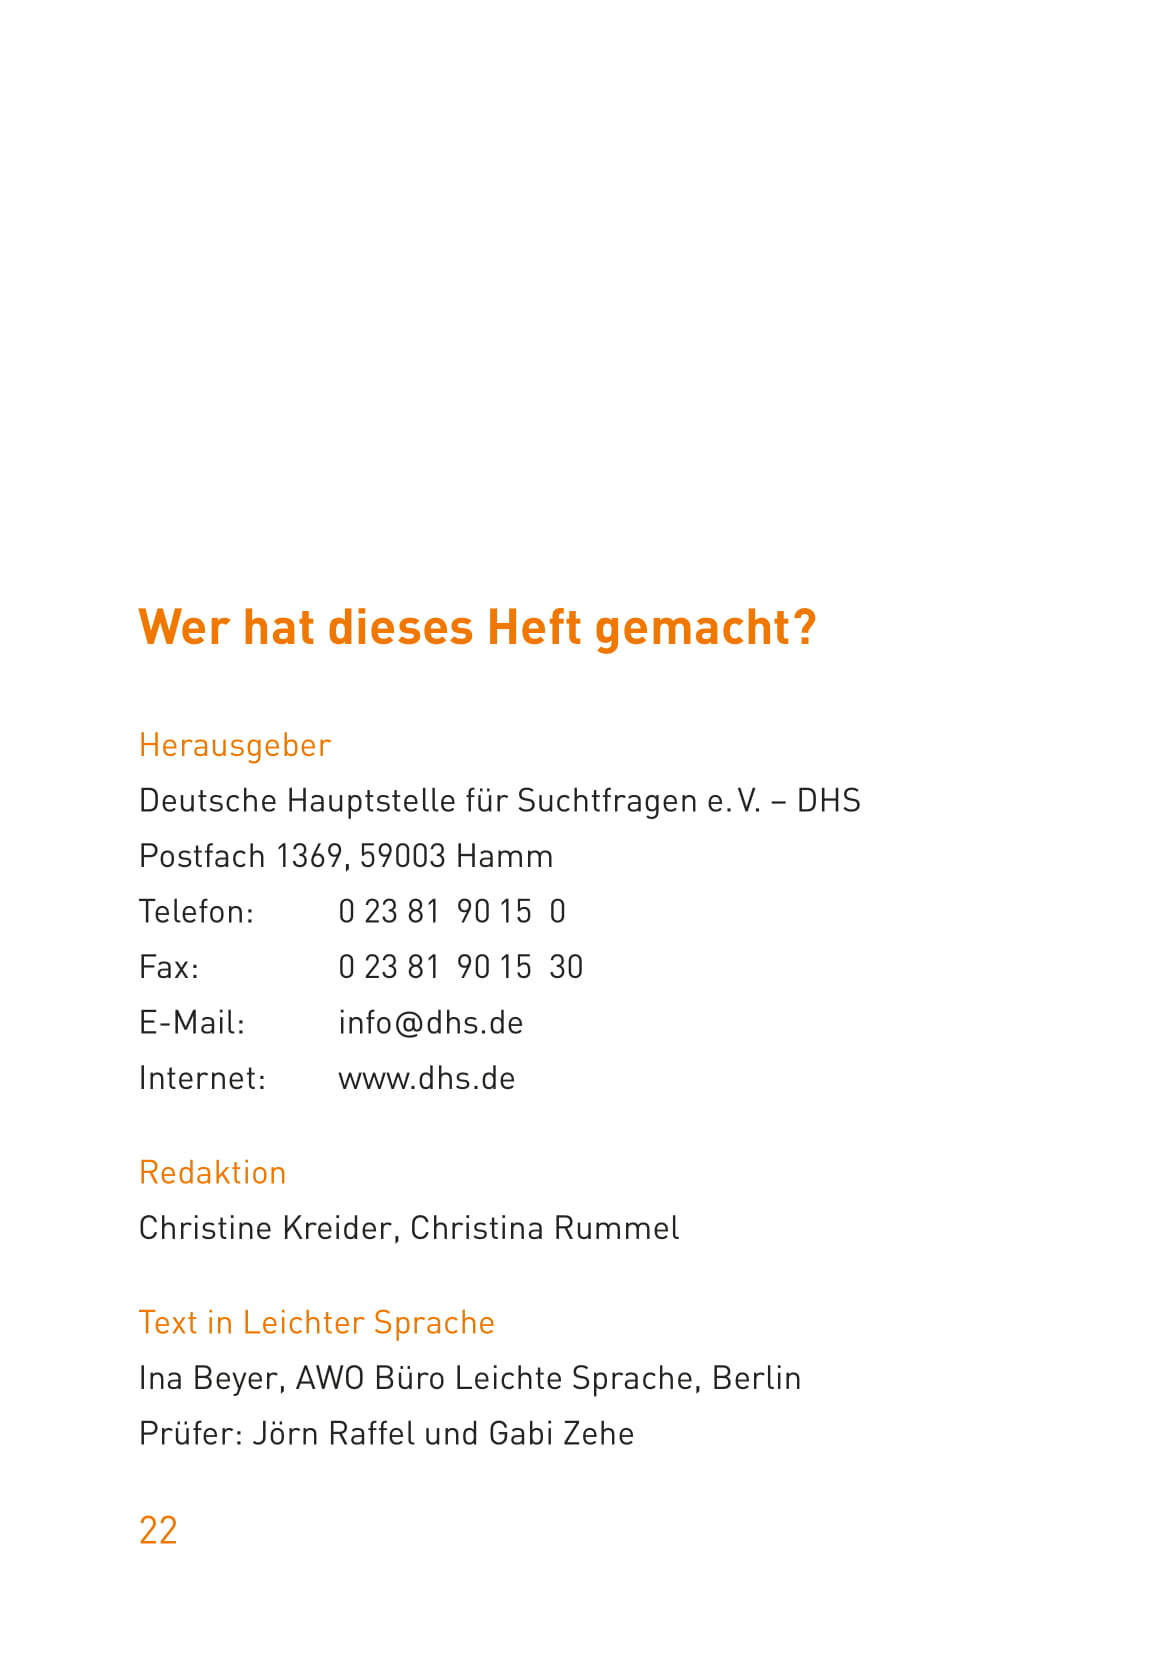 Wer hat dieses Heft gemacht?
Herausgeber
Deutsche Hauptstelle für Suchtfragen e. V. – DHS
Postfach 1369, 59003 Hamm
Telefon: 0 23 81 90 15 0
Fax: 0 23 81 90 15 30
E-Mail: info@dhs.de
Internet: www.dhs.de
Redaktion
Christine Kreider, Christina Rummel
Text in Leichter Sprache
Ina Beyer, AWO Büro Leichte Sprache, Berlin
Prüfer: Jörn Raffel und Gabi Zehe
22